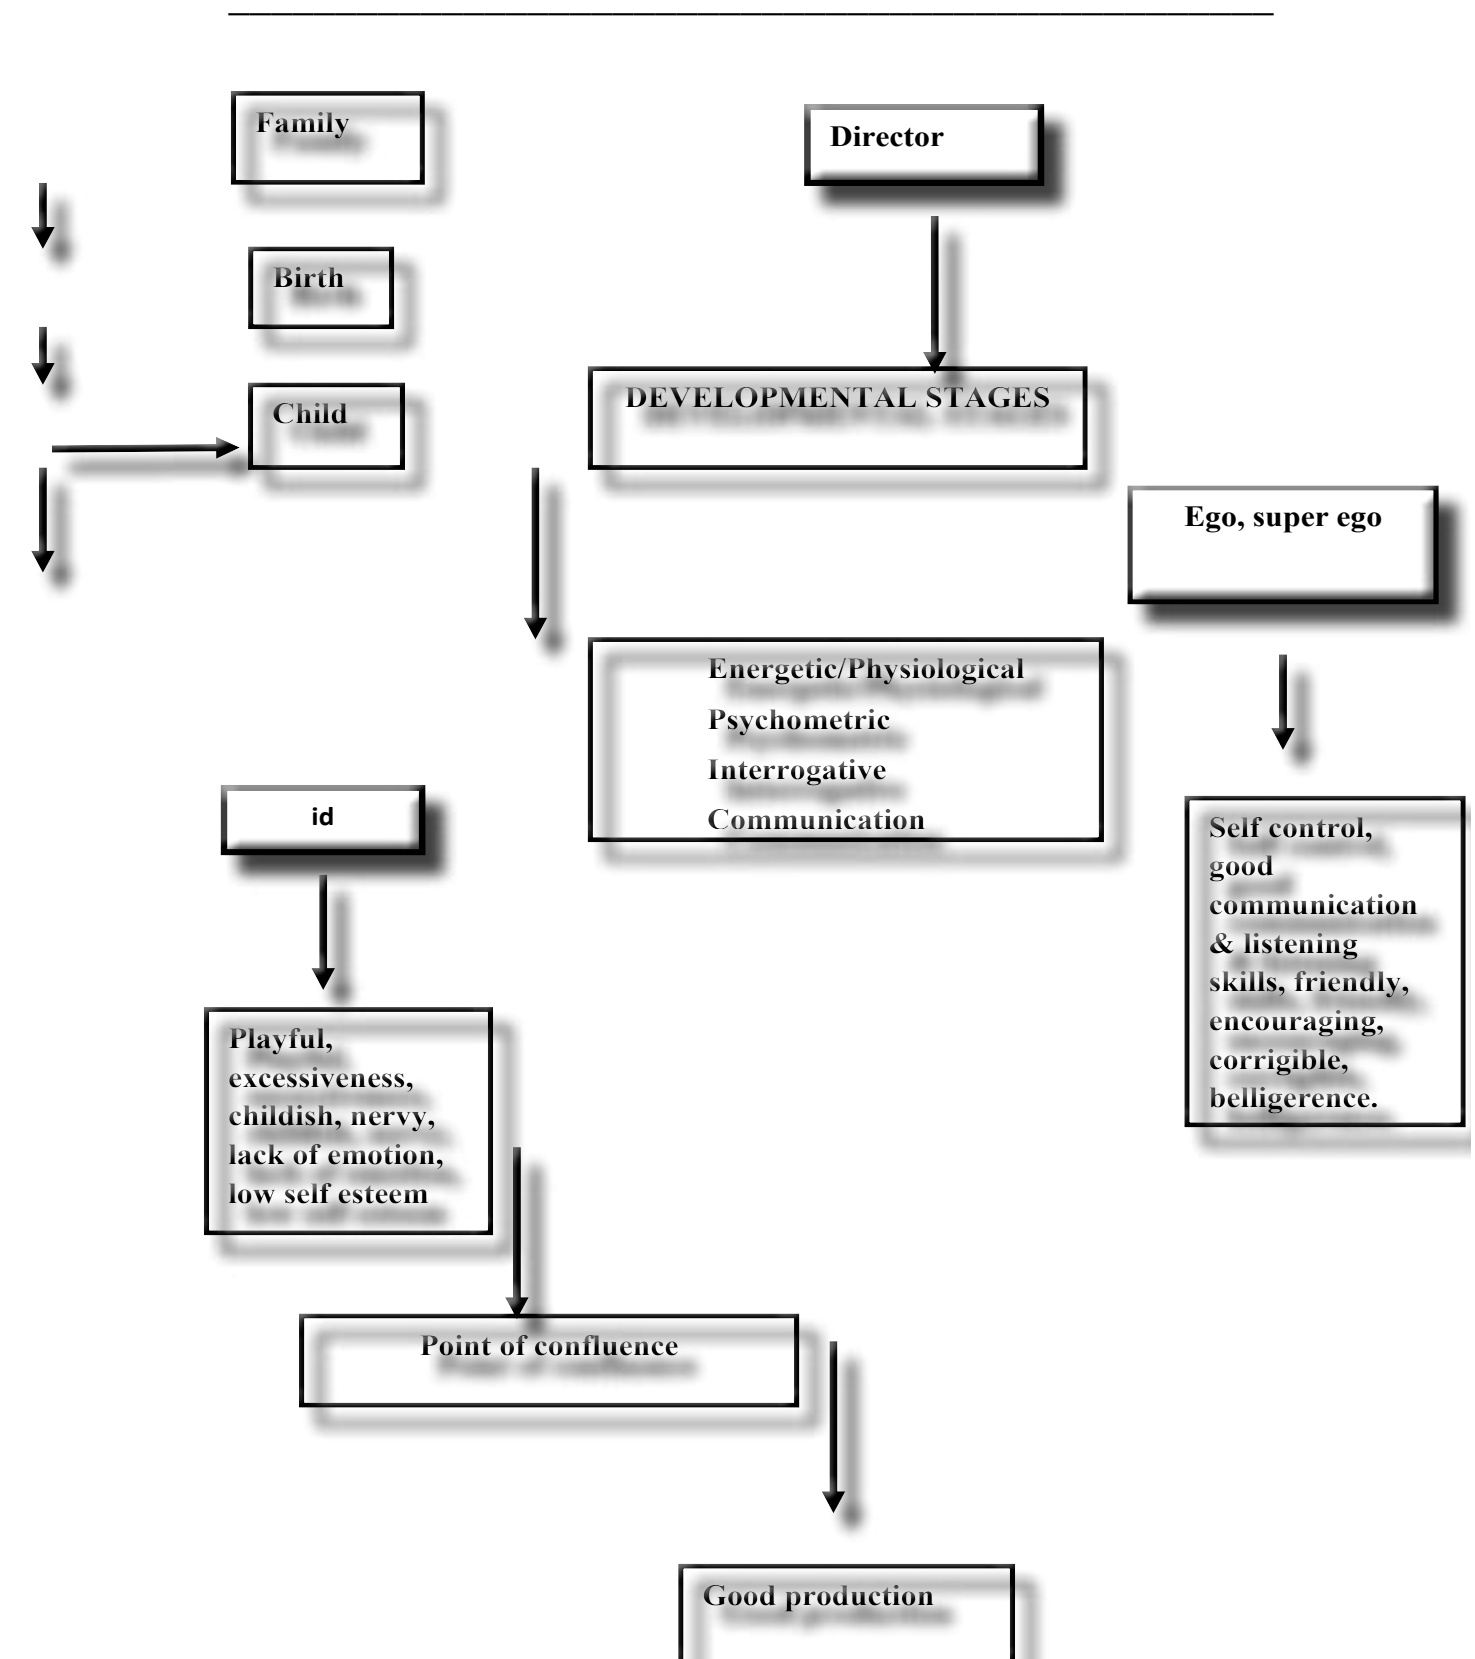 Family
Director
Birth
DEVELOPMENTAL STAGES
Child
Ego, super ego
Energetic/Physiological
Psychometric
Interrogative
Communication
id
Self control,
good
communication
& listening
skills, friendly,
encouraging,
corrigible,
belligerence.
Playful,
excessiveness,
childish, nervy,
lack of emotion,
low self esteem
Point of confluence
Good production